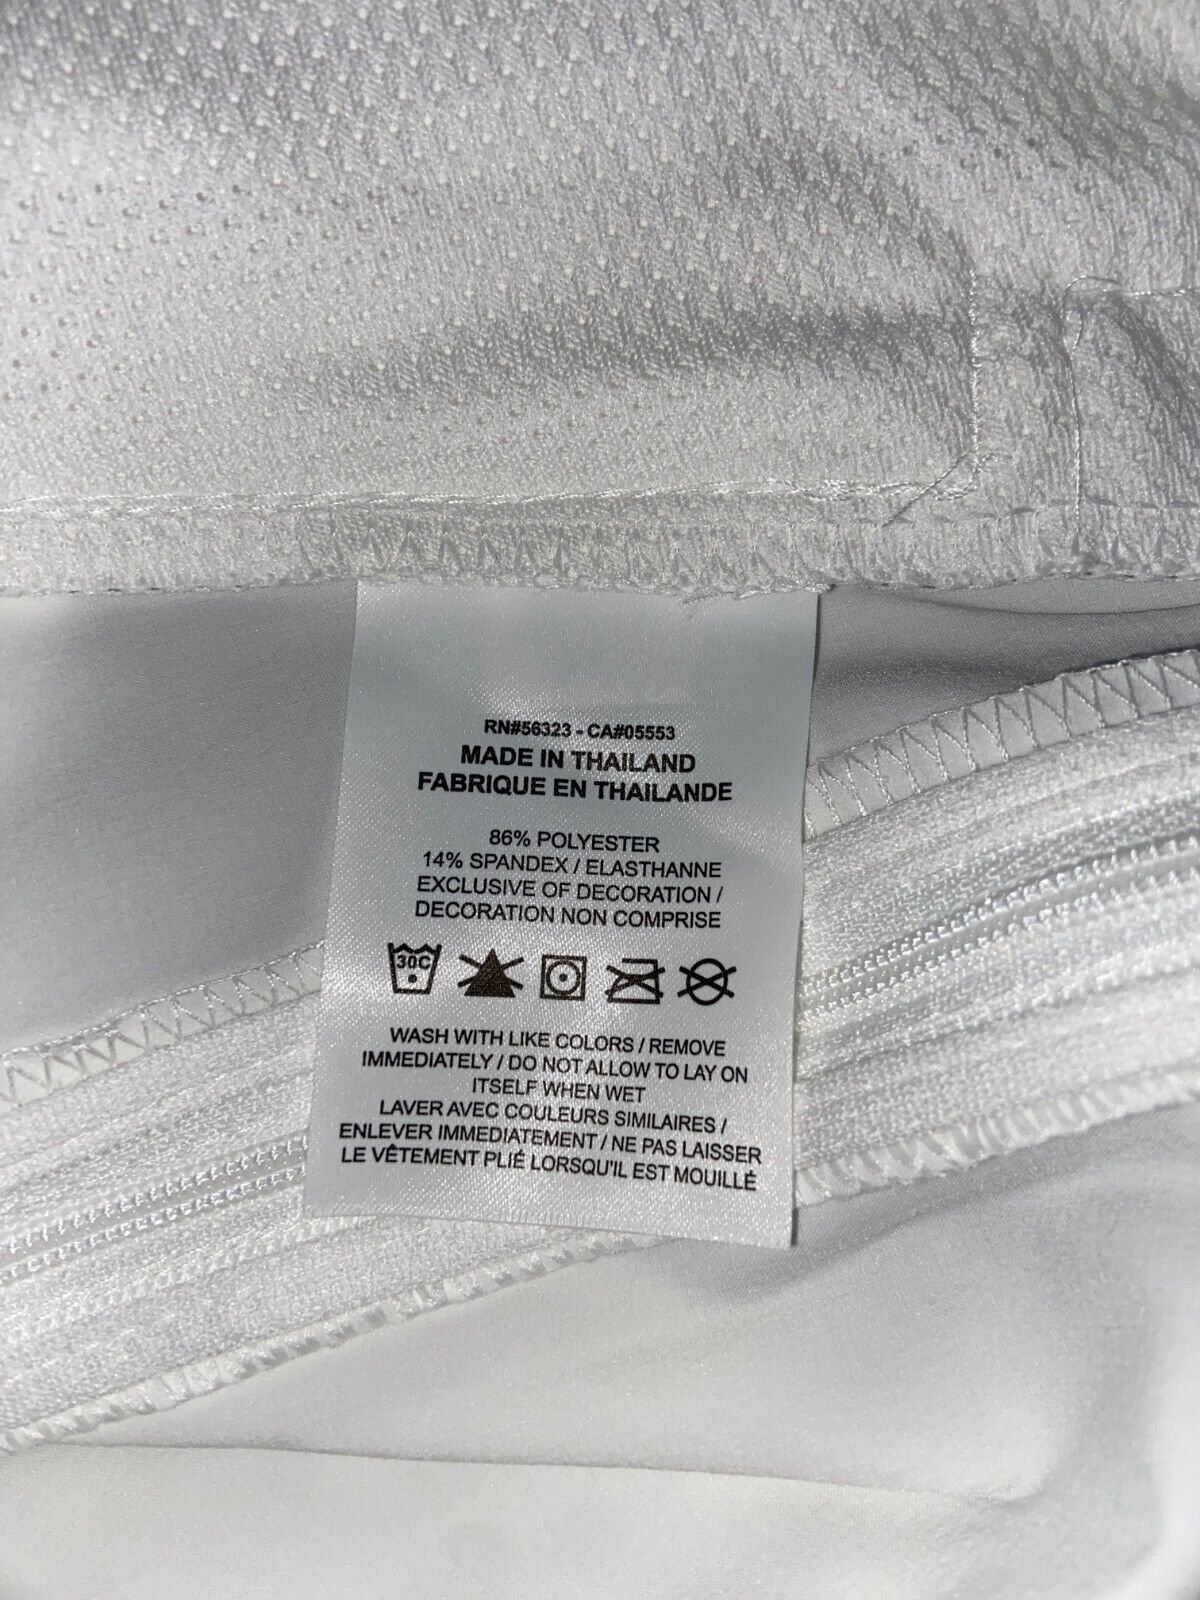 RN#56323 - CA#05553
MADE IN THAILAND
FABRIQUE EN THAILANDE
86% POLYESTER
14% SPANDEX / ELASTHANNE
EXCLUSIVE OF DECORATION /
DECORATION NON COMPRISE
30C
WASH WITH LIKE COLORS / REMOVE
IMMEDIATELY / DO NOT ALLOW TO LAY ON
ITSELF WHEN WET
LAVER AVEC COULEURS SIMILAIRES /
ENLEVER IMMEDIATEMENT / NE PAS LAISSER
LE VÊTEMENT PLIÉ LORSQU'IL EST MOUILLÉ